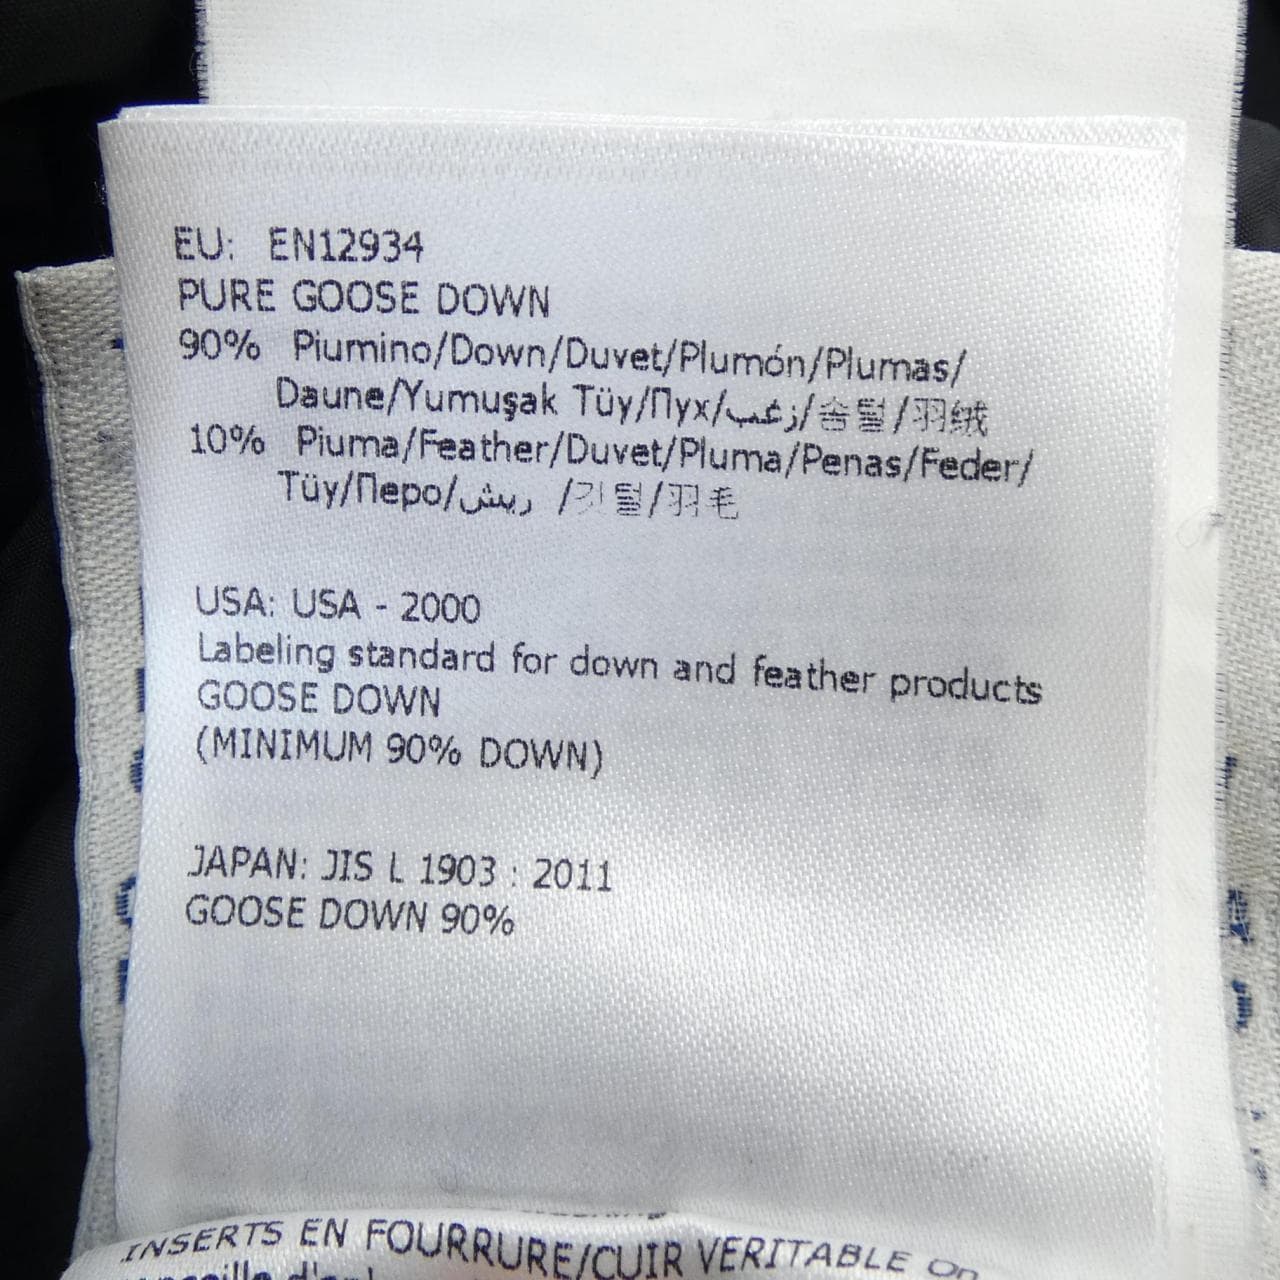 EU: EN12934
PURE GOOSE DOWN
90% Piumino/Down/Duvet/Plumón/Plumas/
Daune/Yumuşak Tüy/Пух/زغب/솜털/羽绒
10% Piuma/Feather/Duvet/Pluma/Penas/Feder/
Tüy/Перо/ريش /깃털/羽毛
USA: USA - 2000
Labeling standard for down and feather products
GOOSE DOWN
(MINIMUM 90% DOWN)
JAPAN: JIS L 1903 : 2011
GOOSE DOWN 90%
INSERTS EN FOURRURE/CUIR VERITABLE On